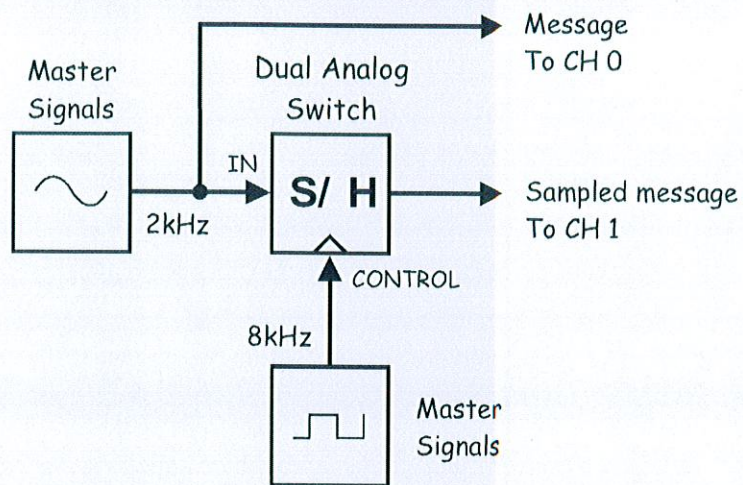 Message
To CH 0
Master
Signals
Dual Analog
Switch
IN
S/ H
2kHz
Sampled message
To CH 1
CONTROL
8kHz
Master
Signals